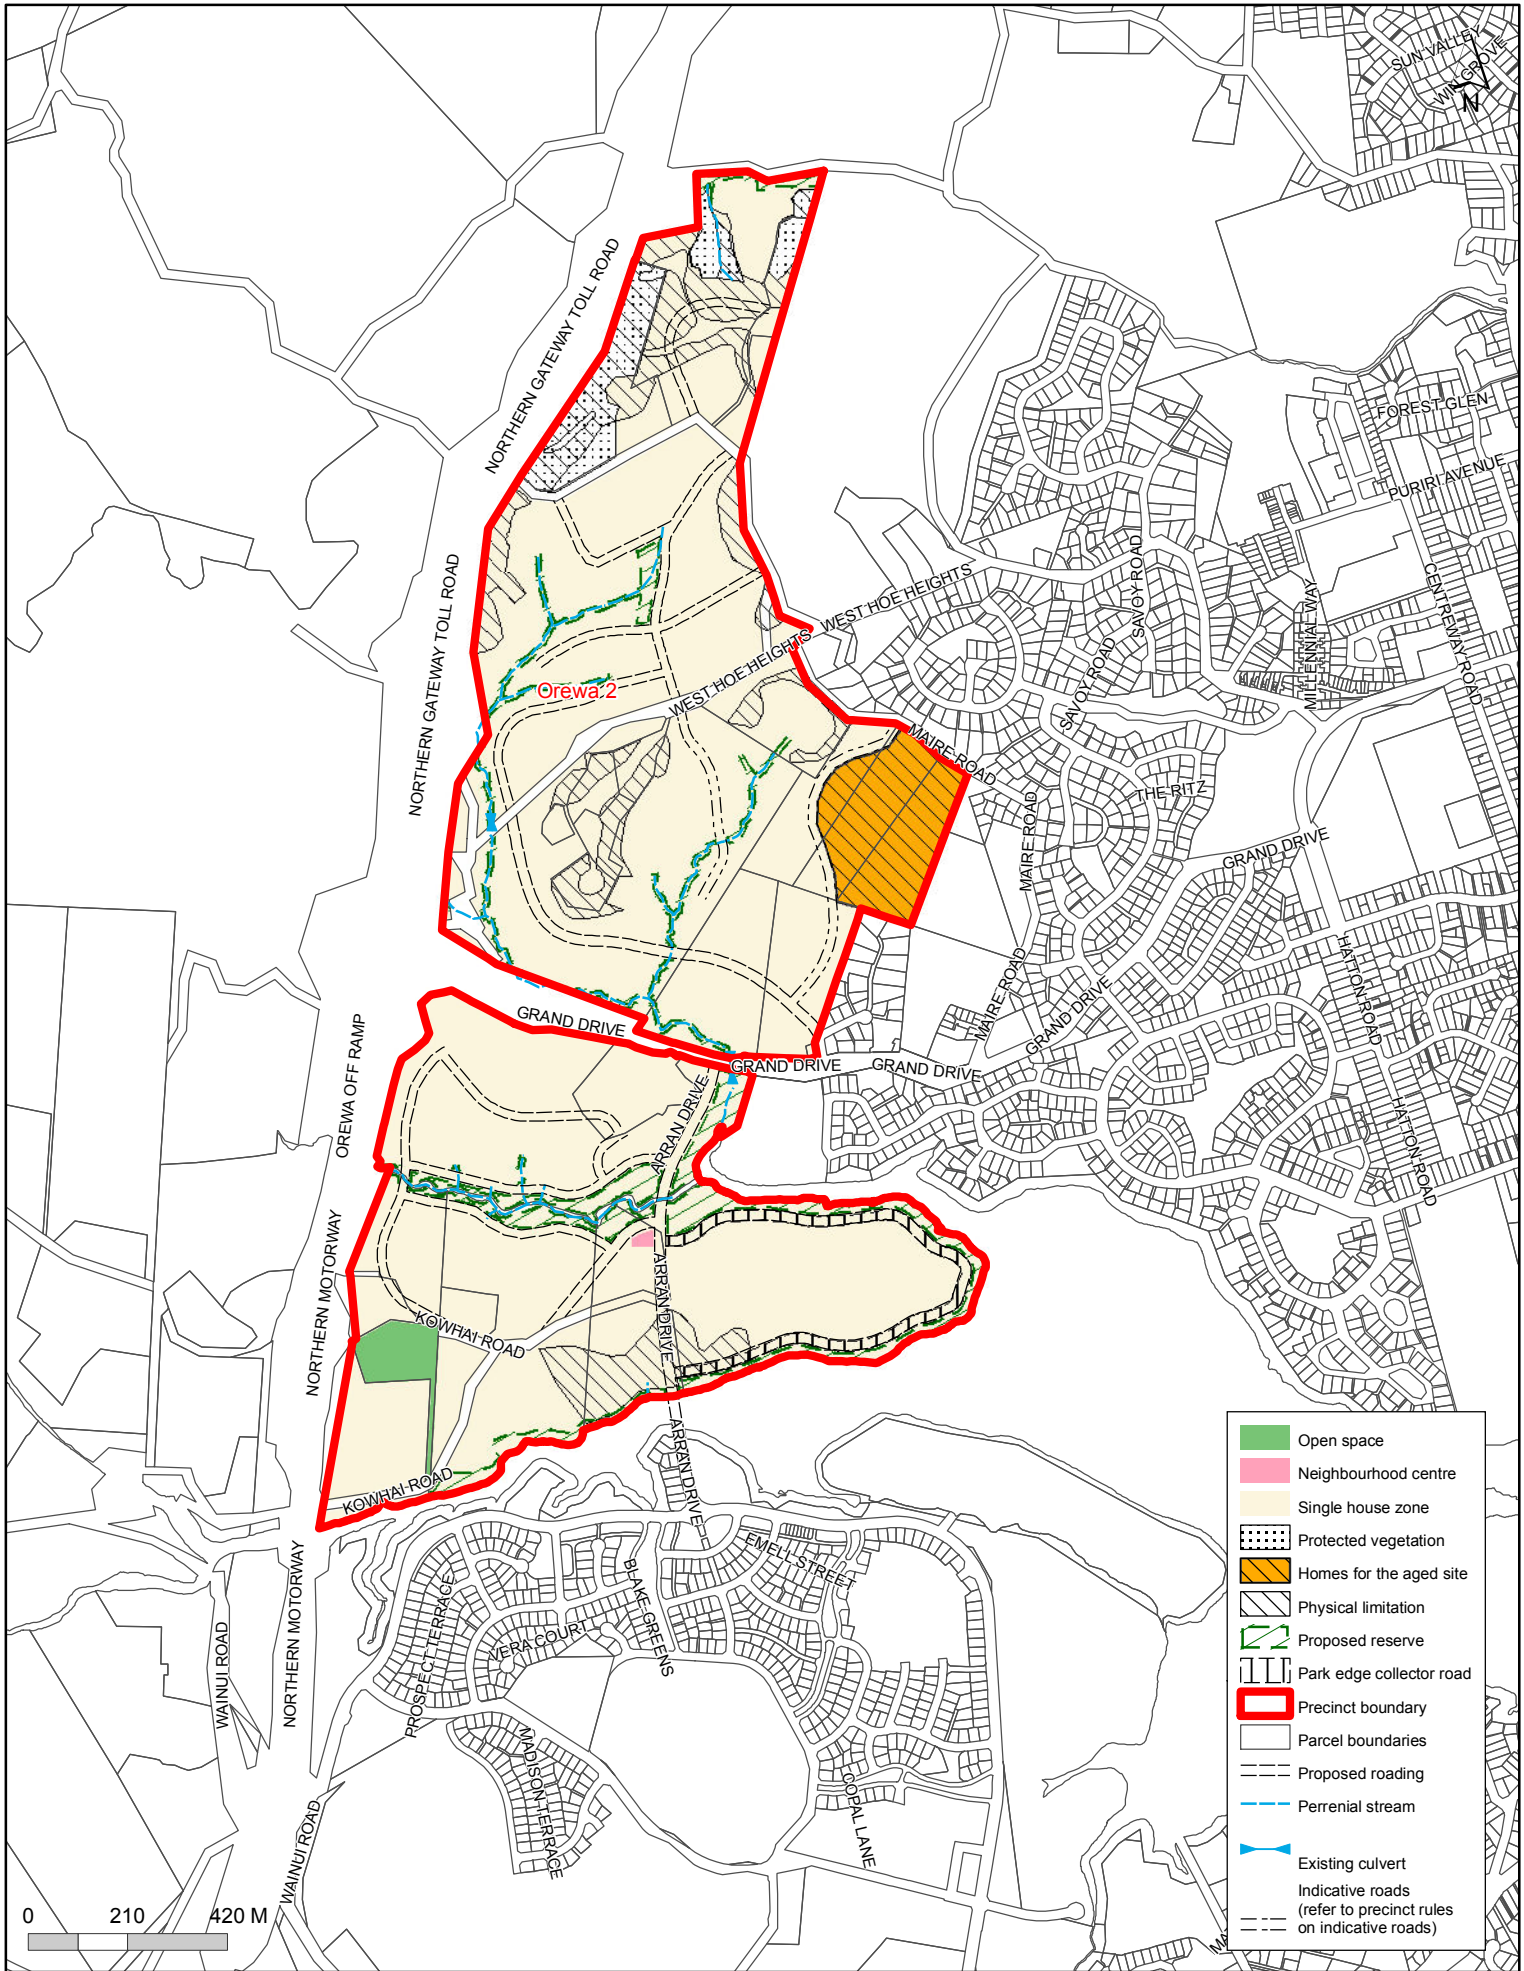 SUN VALLEY
WIN GROVE
N
NORTHERN GATEWAY TOLL ROAD
FOREST GLEN
PURIRI AVENUE
NORTHERN GATEWAY TOLL ROAD
WEST HOE HEIGHTS
WEST HOE HEIGHTS
SAVOY ROAD
SAVOY ROAD
MILLENNIAL WAY
CENTREWAY ROAD
Orewa 2
MAIRE ROAD
THE RITZ
MAIRE ROAD
GRAND DRIVE
MAIRE ROAD
GRAND DRIVE
HATTON ROAD
GRAND DRIVE
GRAND DRIVE
GRAND DRIVE
OREWA OFF RAMP
ARRAN DRIVE
HATTON ROAD
NORTHERN MOTORWAY
ARRAN DRIVE
KOWHAI ROAD
KOWHAI ROAD
ARRAN DRIVE
NORTHERN MOTORWAY
EMELL STREET
BLAKE GREENS
VERA COURT
PROSPECT TERRACE
WAINUI ROAD
MADISON TERRACE
COPAL LANE
WAINUI ROAD
MA
Open space
Neighbourhood centre
Single house zone
Protected vegetation
Homes for the aged site
Physical limitation
Proposed reserve
Park edge collector road
Precinct boundary
Parcel boundaries
Proposed roading
Perrenial stream
Existing culvert
Indicative roads
(refer to precinct rules
on indicative roads)
0 210 420 M